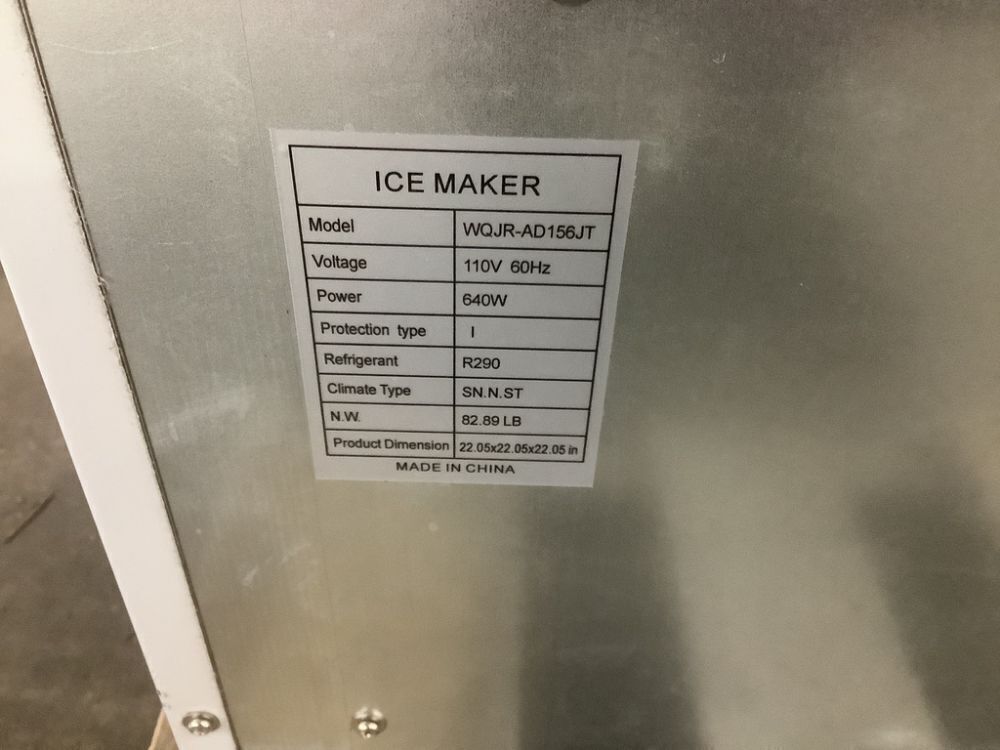 ICE MAKER
Model WQJR-AD156JT
Voltage 110V 60Hz
Power 640W
Protection type I
Refrigerant R290
Climate Type SN.N.ST
N.W. 82.89 LB
Product Dimension 22.05x22.05x22.05 in
MADE IN CHINA